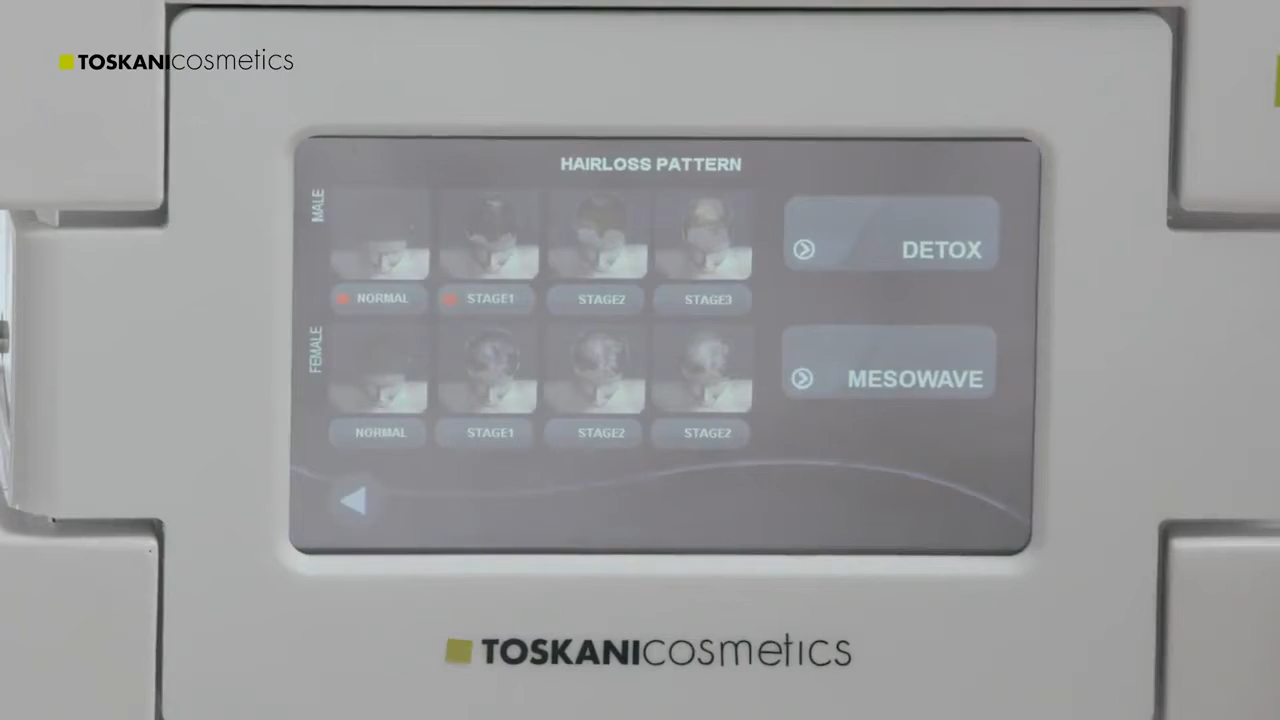 TOSKANIcosmetics
HAIRLOSS PATTERN
MALE
NORMAL
STAGE1
STAGE2
STAGE3
DETOX
FEMALE
NORMAL
STAGE1
STAGE2
STAGE2
MESOWAVE
TOSKANIcosmetics